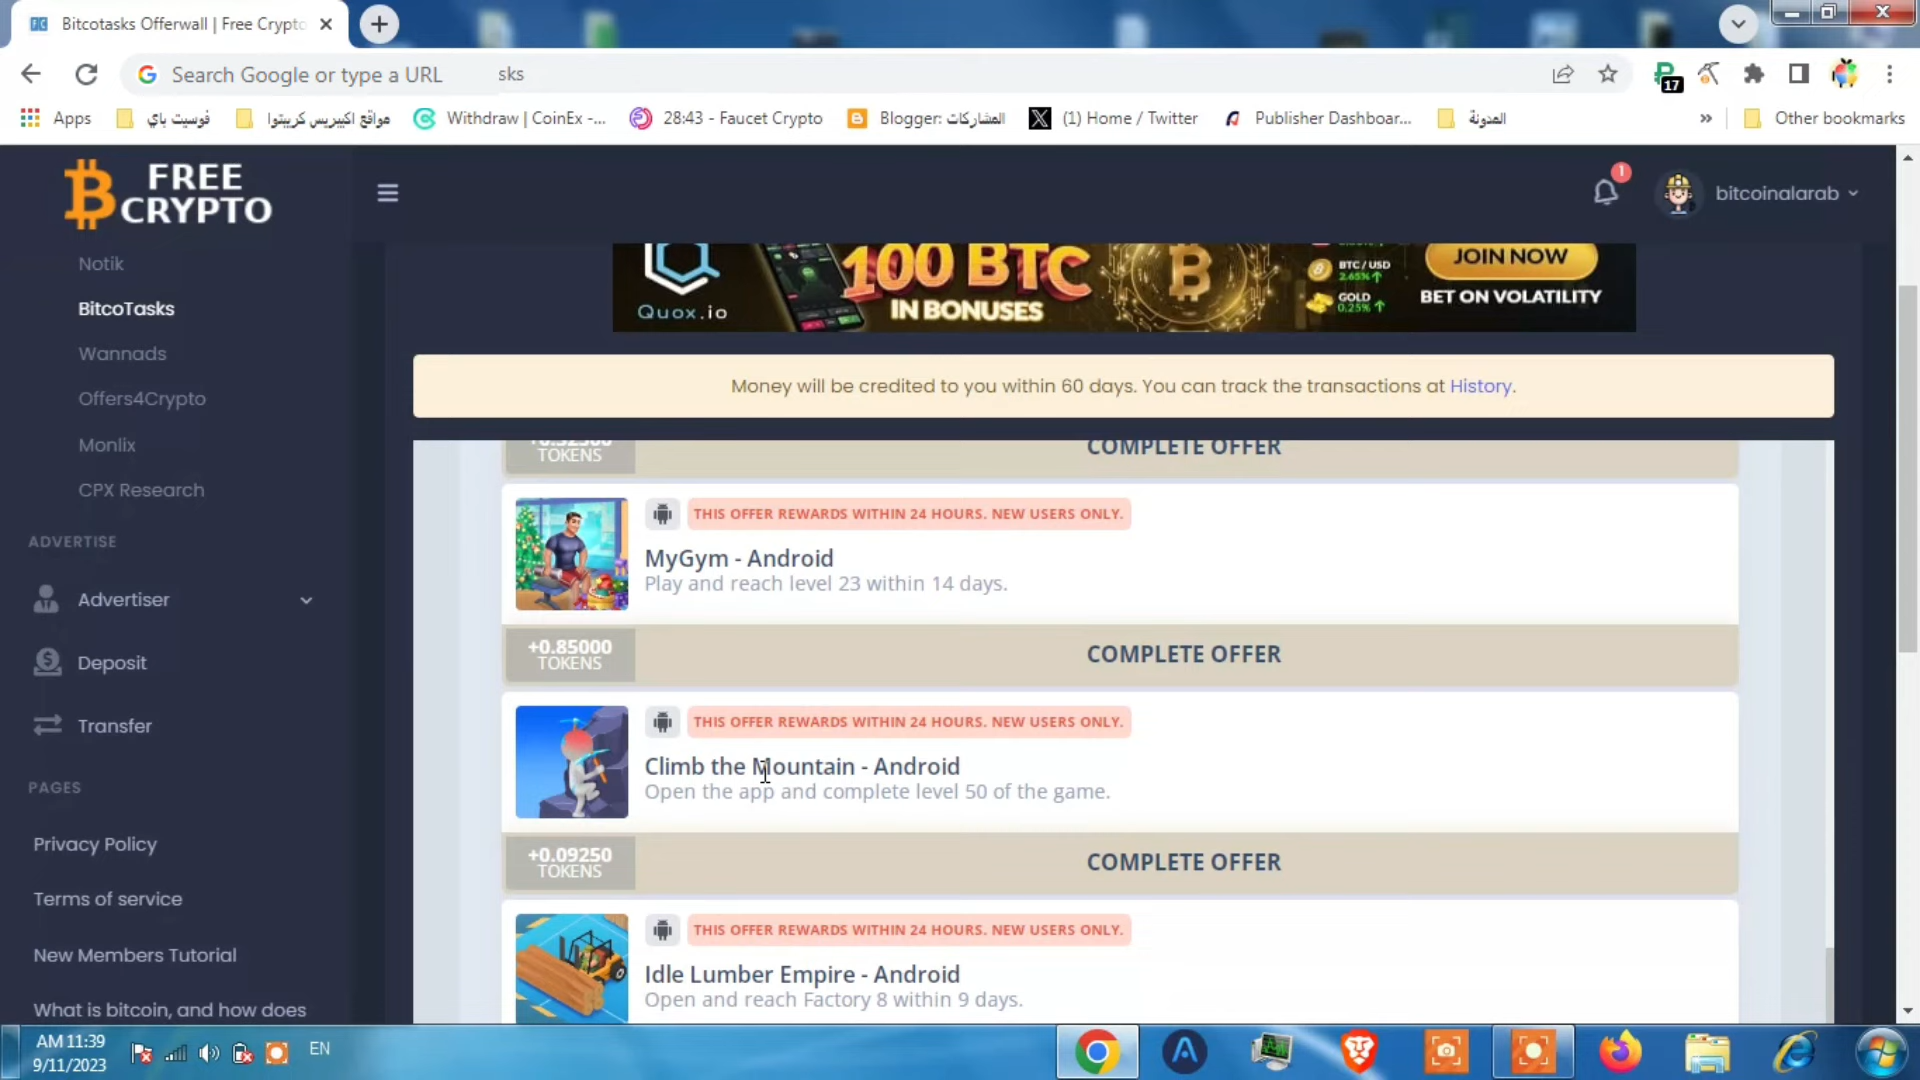 Bitcotasks Offerwall | Free Crypto
Search Google or type a URL sks
17
Apps
فوسيت باي
مواقع اكسبريس كريبتوا
Withdraw | CoinEx -...
28:43 - Faucet Crypto
Blogger: المشاركات
(1) Home / Twitter
Publisher Dashboar...
المدونة
»
Other bookmarks
FREE
CRYPTO
1
bitcoinalarab
Notik
BitcoTasks
Wannads
Offers4Crypto
Monlix
CPX Research
ADVERTISE
Advertiser
Deposit
Transfer
PAGES
Privacy Policy
Terms of service
New Members Tutorial
What is bitcoin, and how does
Quox.io
100 BTC
IN BONUSES
BTC / USD
2.65%
GOLD
0.25%
JOIN NOW
BET ON VOLATILITY
Money will be credited to you within 60 days. You can track the transactions at History.
TOKENS
COMPLETE OFFER
THIS OFFER REWARDS WITHIN 24 HOURS. NEW USERS ONLY.
MyGym - Android
Play and reach level 23 within 14 days.
+0.85000
TOKENS
COMPLETE OFFER
THIS OFFER REWARDS WITHIN 24 HOURS. NEW USERS ONLY.
Climb the Mountain - Android
Open the app and complete level 50 of the game.
+0.09250
TOKENS
COMPLETE OFFER
THIS OFFER REWARDS WITHIN 24 HOURS. NEW USERS ONLY.
Idle Lumber Empire - Android
Open and reach Factory 8 within 9 days.
AM 11:39
9/11/2023
EN